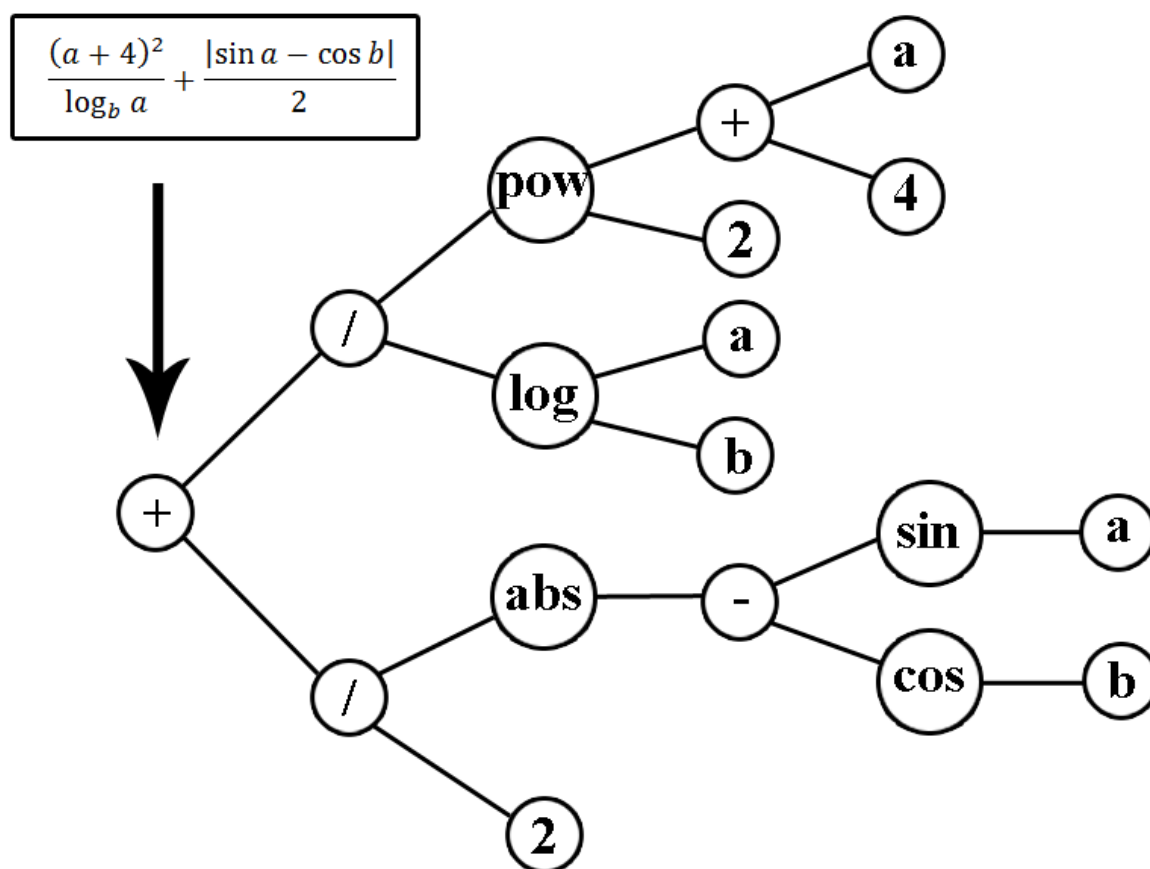 (a + 4)² / log_b a + |sin a − cos b| / 2
a
+
pow
4
2
/
a
log
b
+
sin
a
abs
-
cos
b
/
2